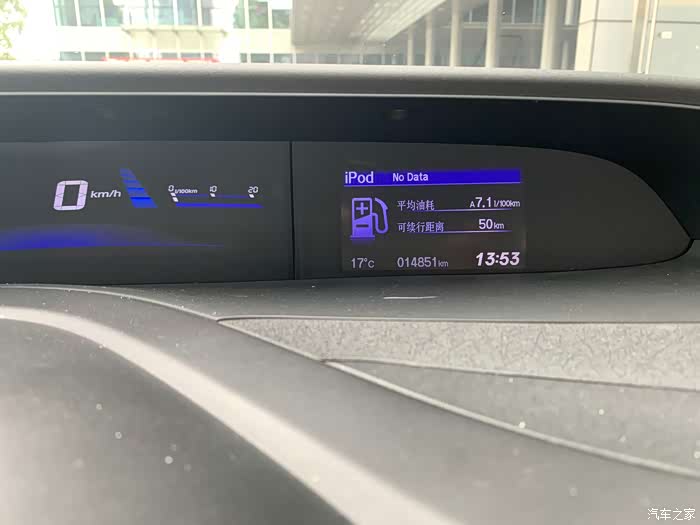 0 km/h
0 l/100km 10 20
iPod No Data
平均油耗 A7.1 l/100km
可续行距离 50 km
17°C 014851 km 13:53
汽车之家